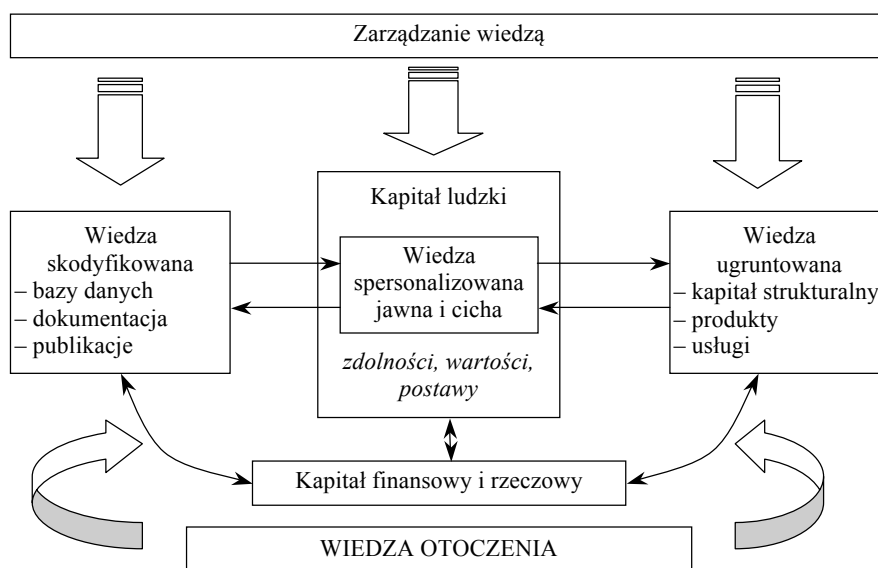 Zarządzanie wiedzą
Kapitał ludzki
Wiedza
skodyfikowana
– bazy danych
– dokumentacja
– publikacje
Wiedza
spersonalizowana
jawna i cicha
zdolności, wartości,
postawy
Wiedza
ugruntowana
– kapitał strukturalny
– produkty
– usługi
Kapitał finansowy i rzeczowy
WIEDZA OTOCZENIA